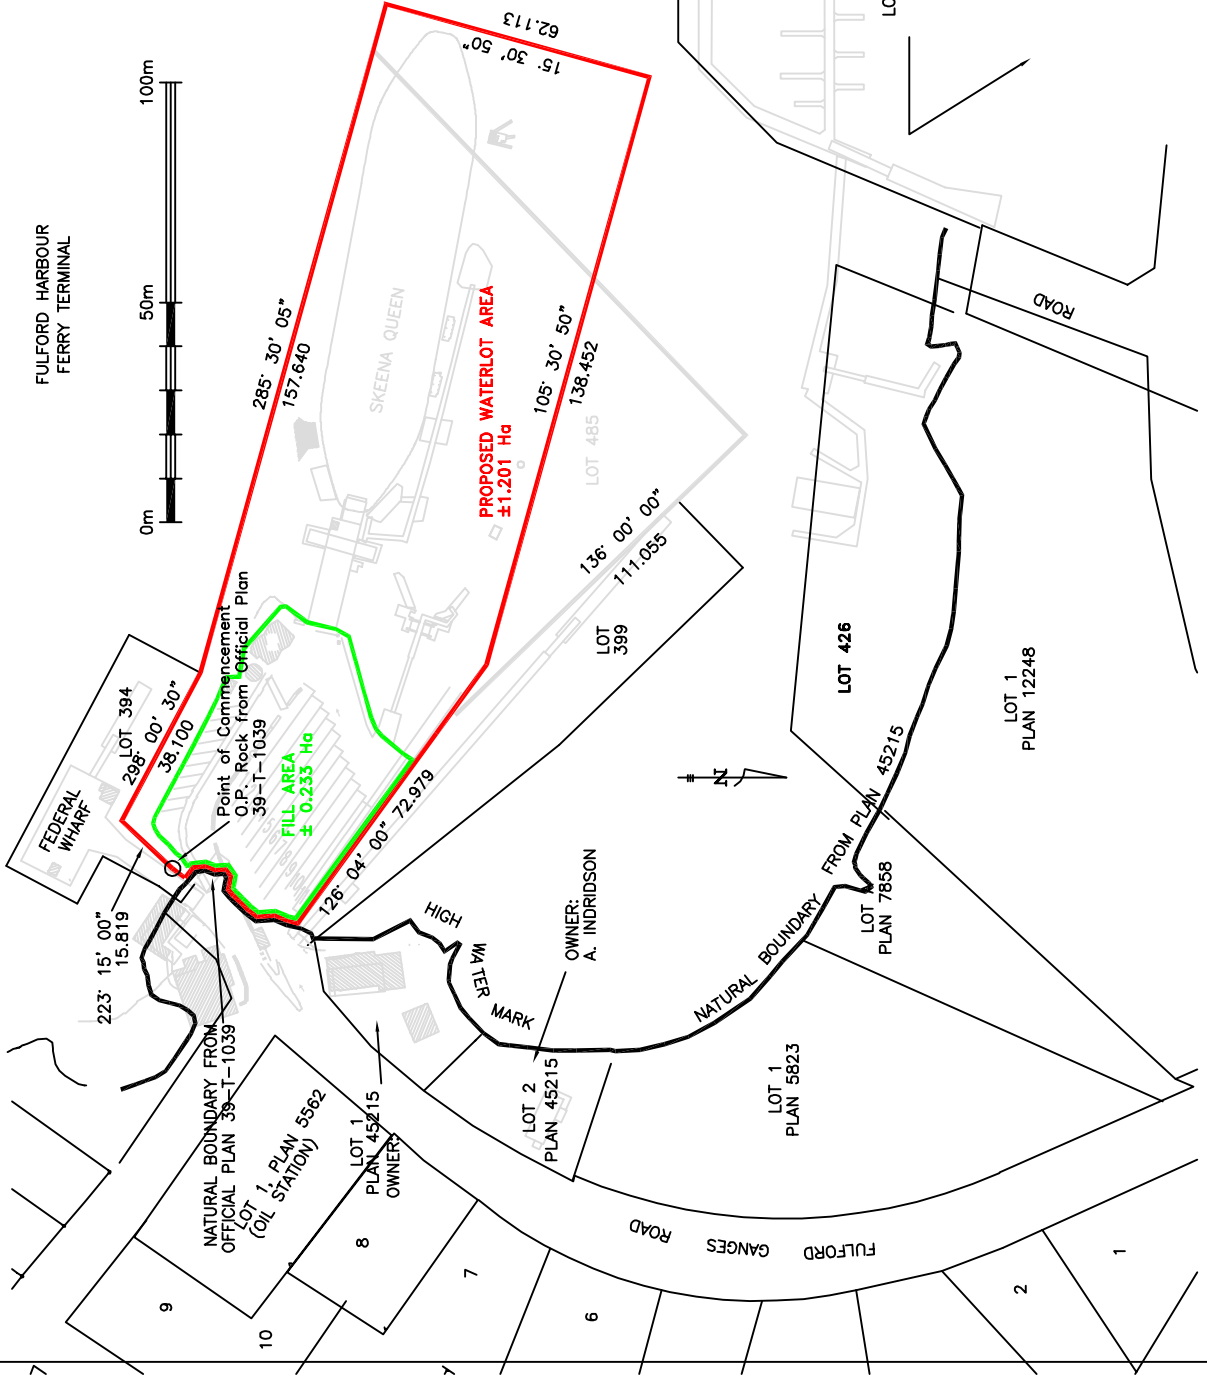 FULFORD HARBOUR
FERRY TERMINAL
0m
50m
100m
62.113
15° 30' 50"
285° 30' 05"
157.640
SKEENA QUEEN
PROPOSED WATERLOT AREA
±1.201 Ha
105° 30' 50"
138.452
LOT 485
136° 00' 00"
111.055
LOT
399
LOT 394
298° 00' 30"
38.100
FEDERAL
WHARF
Point of Commencement
O.P. Rock from Official Plan
39-T-1039
FILL AREA
± 0.233 Ha
126° 04' 00"
72.979
223° 15' 00"
15.819
NATURAL BOUNDARY FROM
OFFICIAL PLAN 39-T-1039
LOT 1, PLAN 5562
(OIL STATION)
LOT 1
PLAN 45215
OWNER:
HIGH
WATER
MARK
OWNER:
A. INDRIDSON
LOT 2
PLAN 45215
NATURAL BOUNDARY FROM PLAN 45215
N
LOT 426
LOT 1
PLAN 12248
LOT
PLAN 7858
LOT 1
PLAN 5823
ROAD
FULFORD GANGES ROAD
LO
9
10
8
7
6
2
1